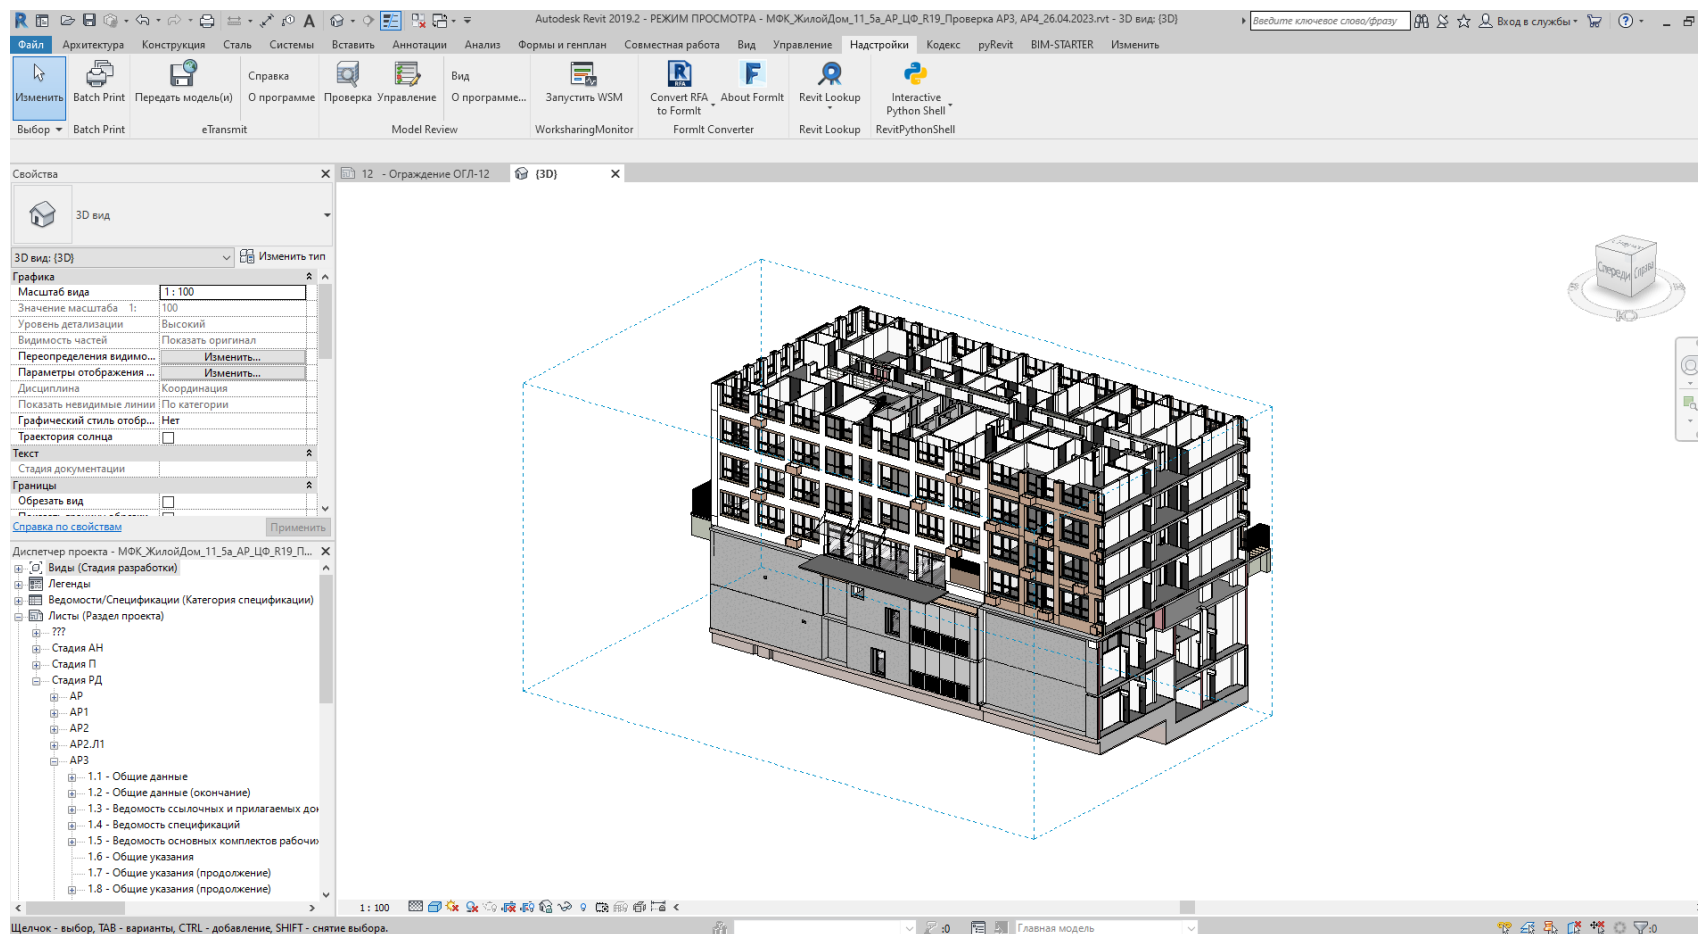 Autodesk Revit 2019.2 - РЕЖИМ ПРОСМОТРА - МФК_ЖилойДом_11_5а_АР_ЦФ_R19_Проверка АР3, АР4_26.04.2023.rvt - 3D вид: {3D}
Введите ключевое слово/фразу
Вход в службы
Файл Архитектура Конструкция Сталь Системы Вставить Аннотации Анализ Формы и генплан Совместная работа Вид Управление Надстройки Кодекс pyRevit BIM-STARTER Изменить
Справка Вид
Изменить Batch Print Передать модель(и) О программе Проверка Управление О программе... Запустить WSM Convert RFA About FormIt Revit Lookup Interactive
to FormIt Python Shell
Выбор Batch Print eTransmit Model Review WorksharingMonitor FormIt Converter Revit Lookup RevitPythonShell
Свойства
12 - Ограждение ОГЛ-12 {3D}
3D вид
3D вид: {3D} Изменить тип
Графика
Масштаб вида 1 : 100
Значение масштаба 1: 100
Уровень детализации Высокий
Видимость частей Показать оригинал
Переопределения видимо... Изменить...
Параметры отображения ... Изменить...
Дисциплина Координация
Показать невидимые линии По категории
Графический стиль отобр... Нет
Траектория солнца
Текст
Стадия документации
Границы
Обрезать вид
Справка по свойствам Применить
Диспетчер проекта - МФК_ЖилойДом_11_5а_АР_ЦФ_R19_П...
Виды (Стадия разработки)
Легенды
Ведомости/Спецификации (Категория спецификации)
Листы (Раздел проекта)
???
Стадия АН
Стадия П
Стадия РД
АР
АР1
АР2
АР2.Л1
АР3
1.1 - Общие данные
1.2 - Общие данные (окончание)
1.3 - Ведомость ссылочных и прилагаемых док
1.4 - Ведомость спецификаций
1.5 - Ведомость основных комплектов рабочих
1.6 - Общие указания
1.7 - Общие указания (продолжение)
1.8 - Общие указания (продолжение)
Спереди Справа
Ю
1 : 100
Щелчок - выбор, TAB - варианты, CTRL - добавление, SHIFT - снятие выбора.
:0 Главная модель :0